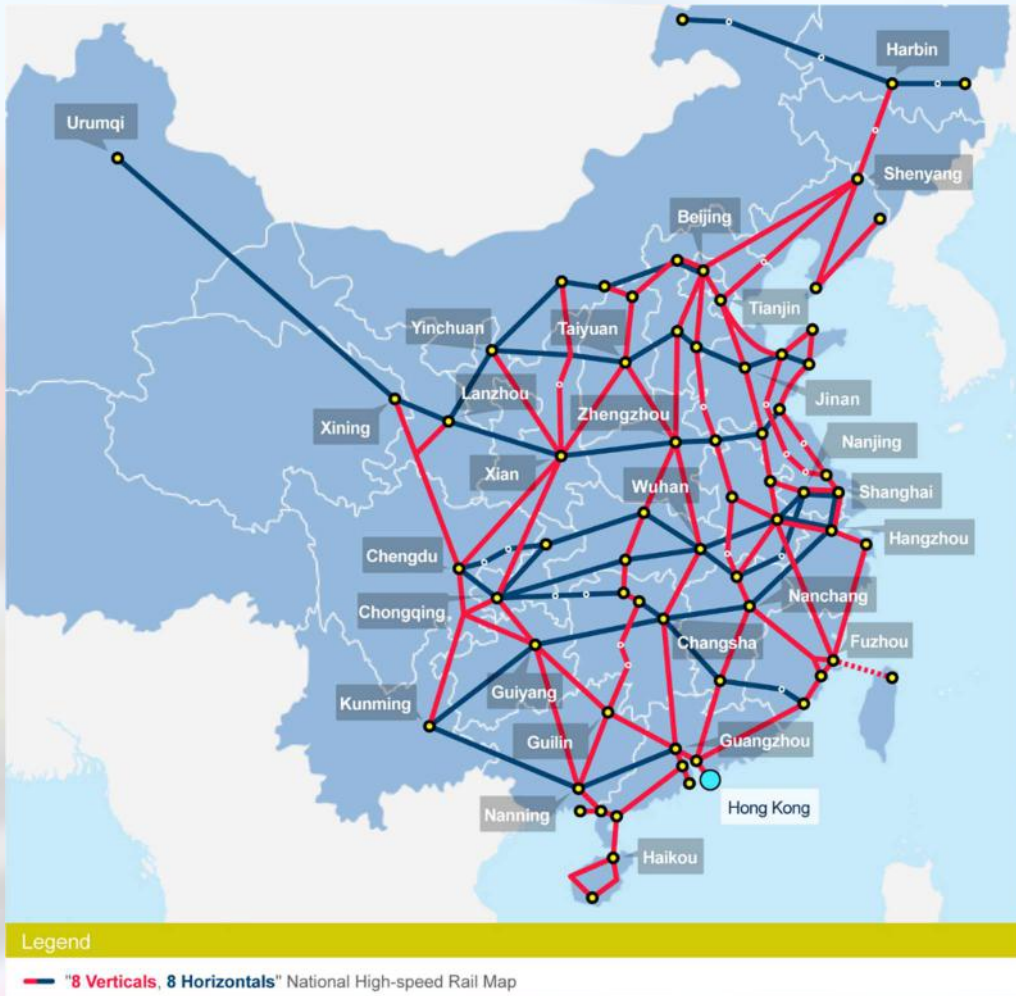 Harbin
Urumqi
Shenyang
Beijing
Tianjin
Yinchuan
Taiyuan
Lanzhou
Jinan
Xining
Zhengzhou
Nanjing
Xian
Wuhan
Shanghai
Hangzhou
Chengdu
Chongqing
Nanchang
Changsha
Fuzhou
Guiyang
Kunming
Guilin
Guangzhou
Nanning
Hong Kong
Haikou
Legend
"8 Verticals, 8 Horizontals" National High-speed Rail Map